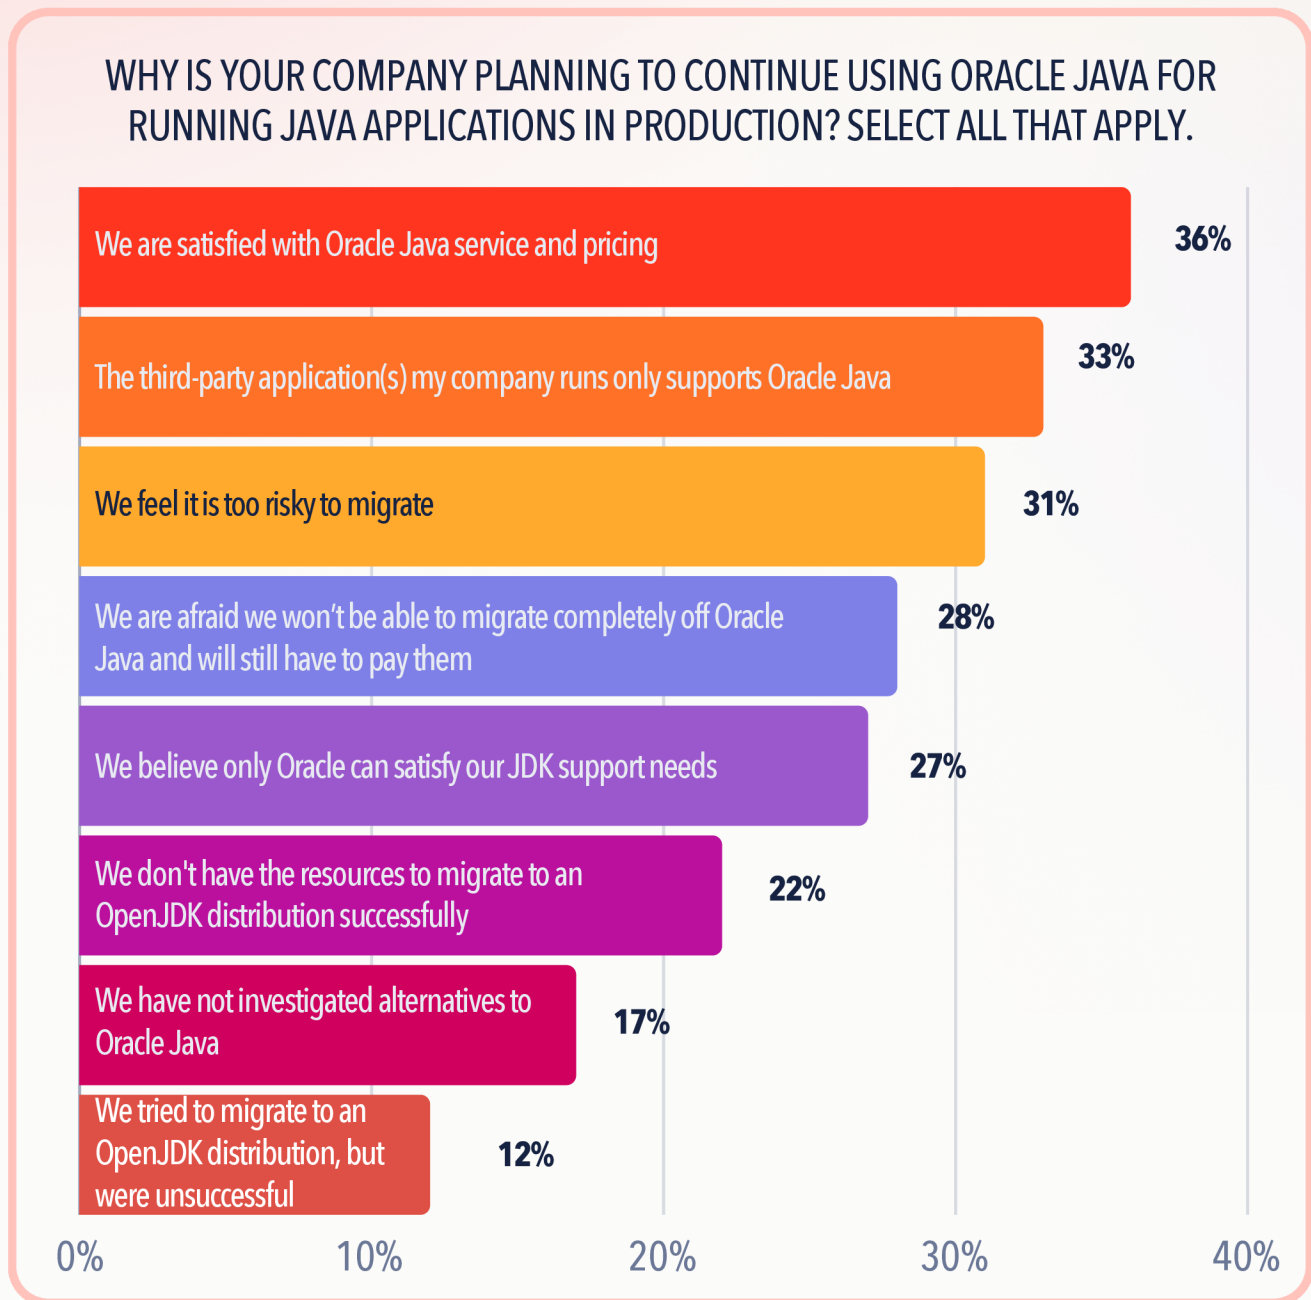 WHY IS YOUR COMPANY PLANNING TO CONTINUE USING ORACLE JAVA FOR
RUNNING JAVA APPLICATIONS IN PRODUCTION? SELECT ALL THAT APPLY.
We are satisfied with Oracle Java service and pricing
36%
The third-party application(s) my company runs only supports Oracle Java
33%
We feel it is too risky to migrate
31%
We are afraid we won‘t be able to migrate completely off Oracle
Java and will still have to pay them
28%
We believe only Oracle can satisfy our JDK support needs
27%
We don't have the resources to migrate to an
OpenJDK distribution successfully
22%
We have not investigated alternatives to
Oracle Java
17%
We tried to migrate to an
OpenJDK distribution, but
were unsuccessful
12%
0% 10% 20% 30% 40%